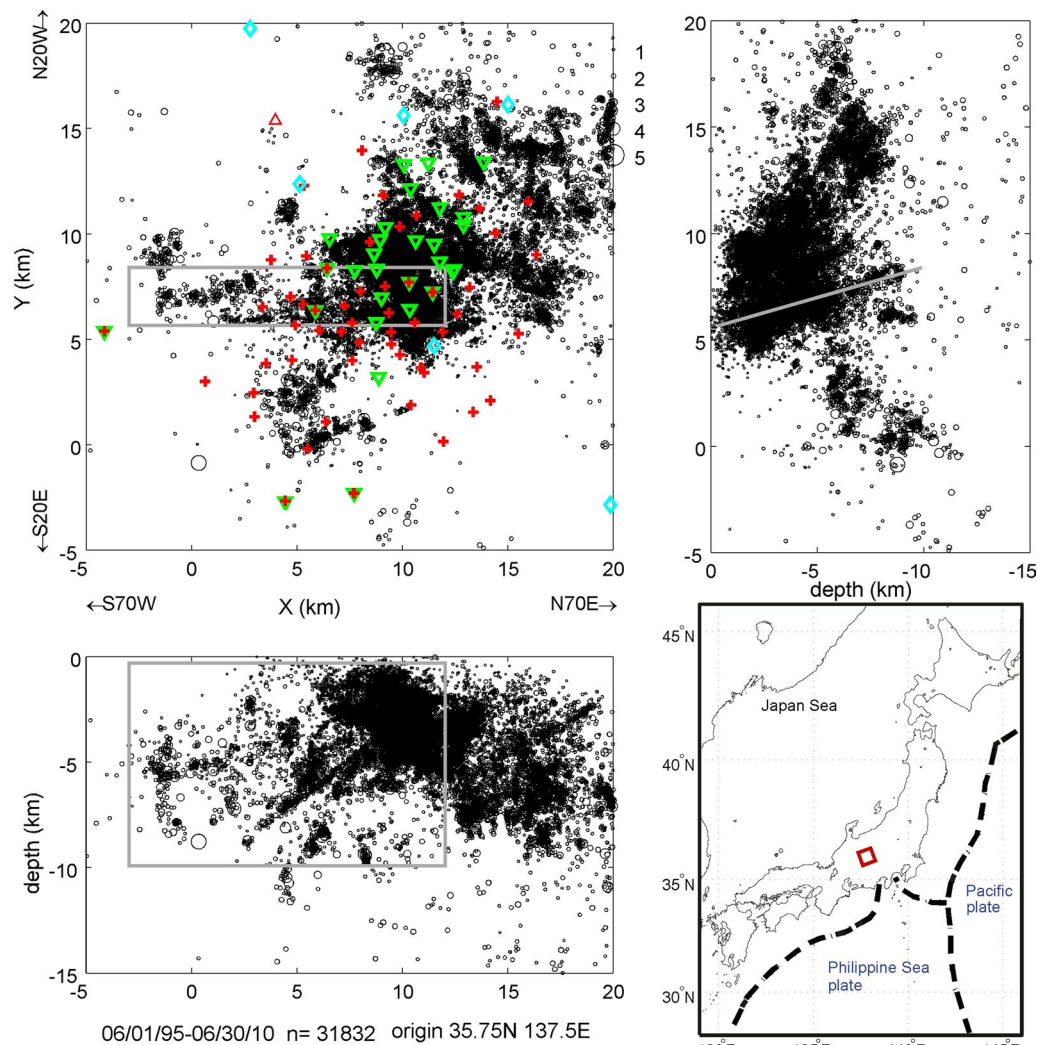 ←S20E N20W→
Y (km)
20
15
10
5
0
-5
-5 0 5 10 15 20
←S70W X (km) N70E→
1
2
3
4
5
20
15
10
5
0
-5
0 -5 -10 -15
depth (km)
0
-5
-10
-15
depth (km)
-5 0 5 10 15 20
06/01/95-06/30/10 n= 31832 origin 35.75N 137.5E
45°N
40°N
35°N
30°N
Japan Sea
Pacific
plate
Philippine Sea
plate